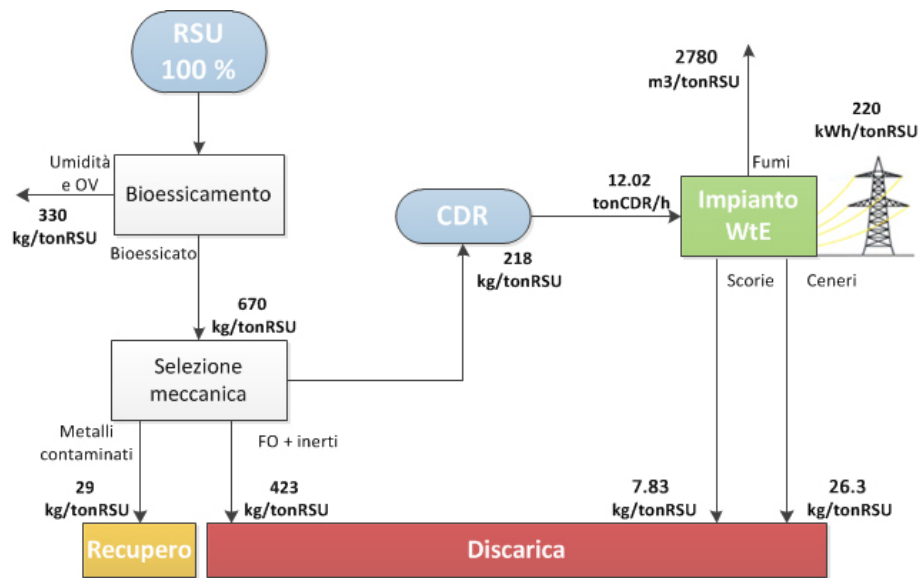 RSU
100 %
2780
m3/tonRSU
220
kWh/tonRSU
Umidità
e OV
330
kg/tonRSU
Bioessicamento
Bioessicato
Fumi
12.02
tonCDR/h
CDR
218
kg/tonRSU
Impianto
WtE
Scorie
Ceneri
670
kg/tonRSU
Selezione
meccanica
Metalli
contaminati
FO + inerti
29
kg/tonRSU
423
kg/tonRSU
7.83
kg/tonRSU
26.3
kg/tonRSU
Recupero
Discarica